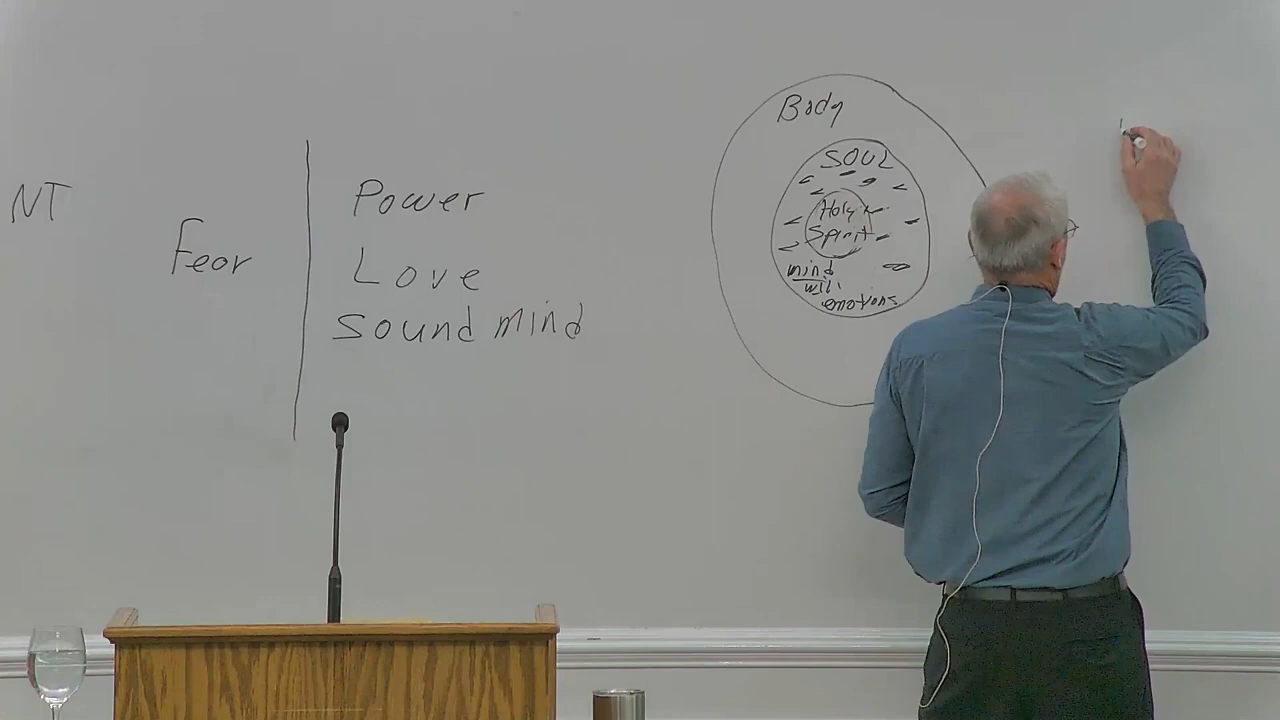 NT
Fear
Power
Love
Sound mind
Body
SOUL
Holy
Spirit
mind
will
emotions